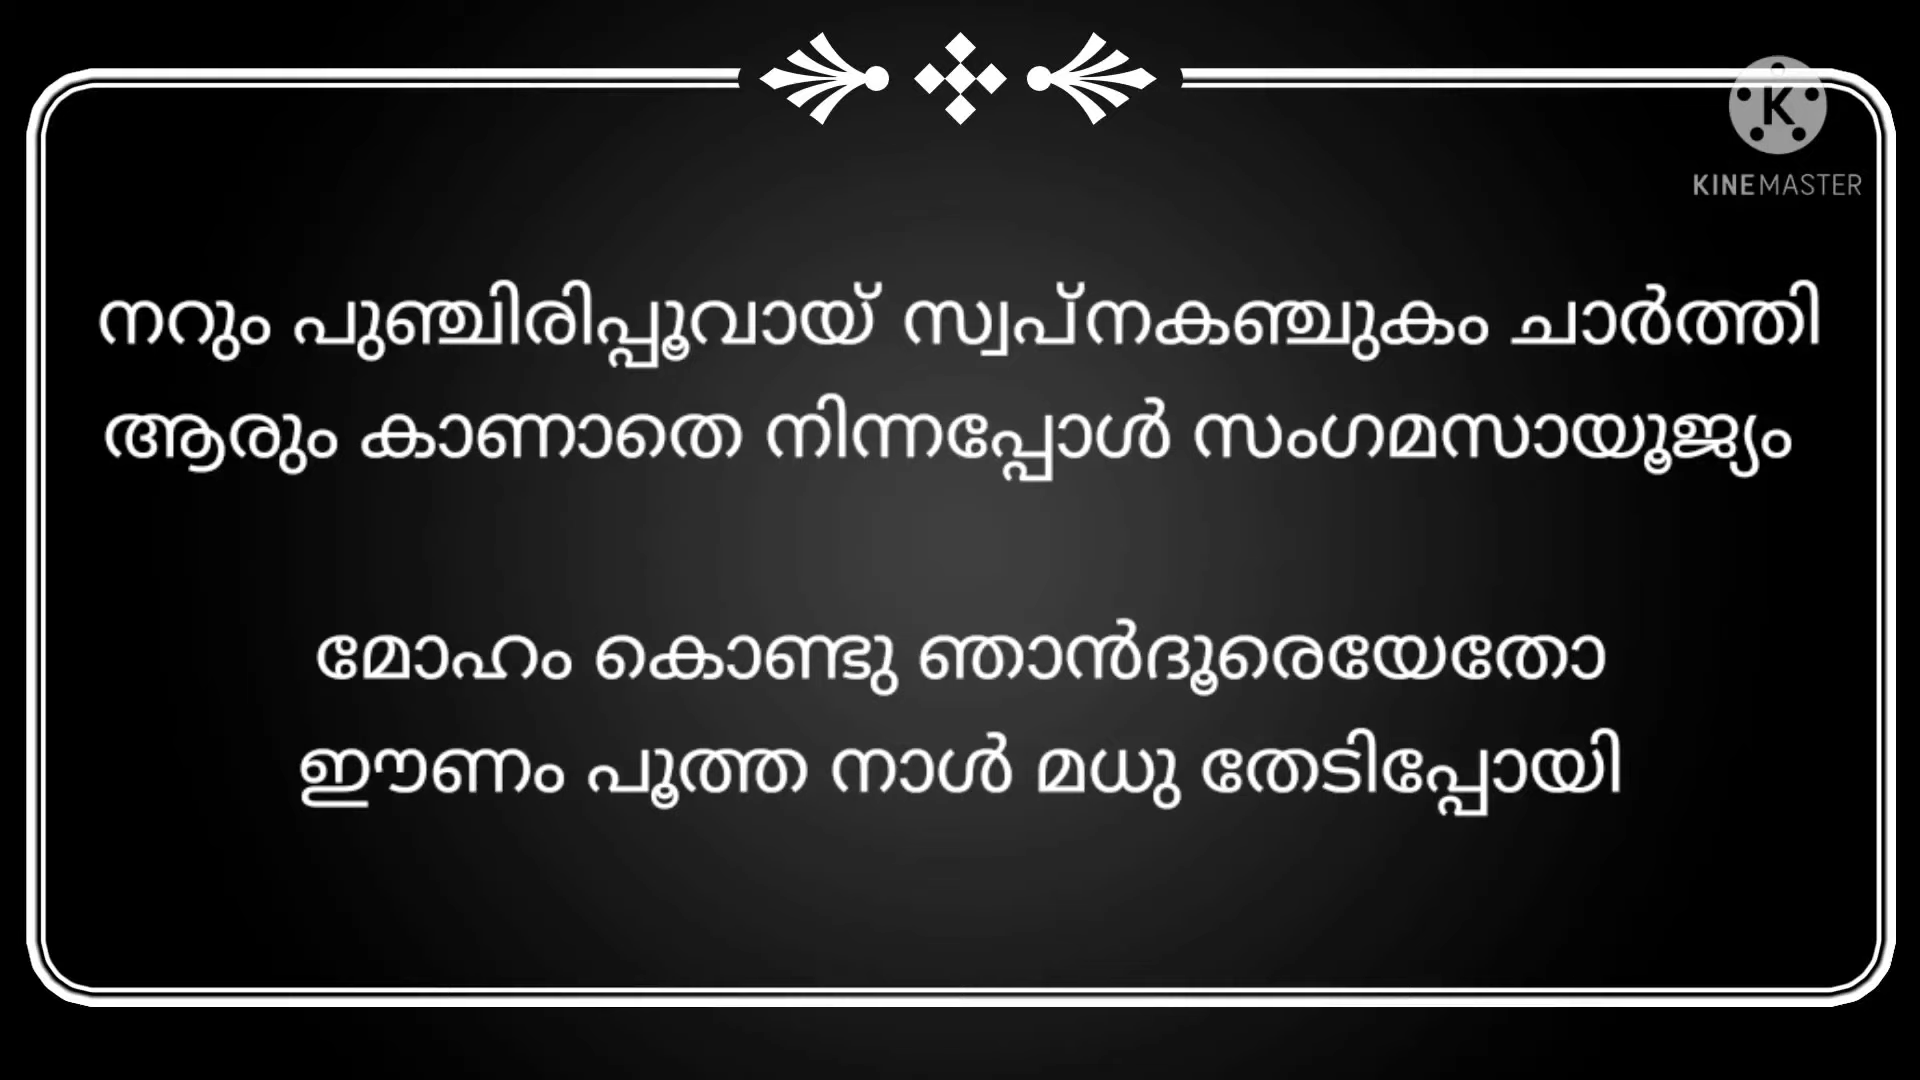 KINEMASTER
നറും പുഞ്ചിരിപ്പൂവായ് സ്വപ്നകഞ്ചുകം ചാർത്തി
ആരും കാണാതെ നിന്നപ്പോൾ സംഗമസായൂജ്യം
മോഹം കൊണ്ടു ഞാൻദൂരെയേതോ
ഈണം പൂത്ത നാൾ മധു തേടിപ്പോയി